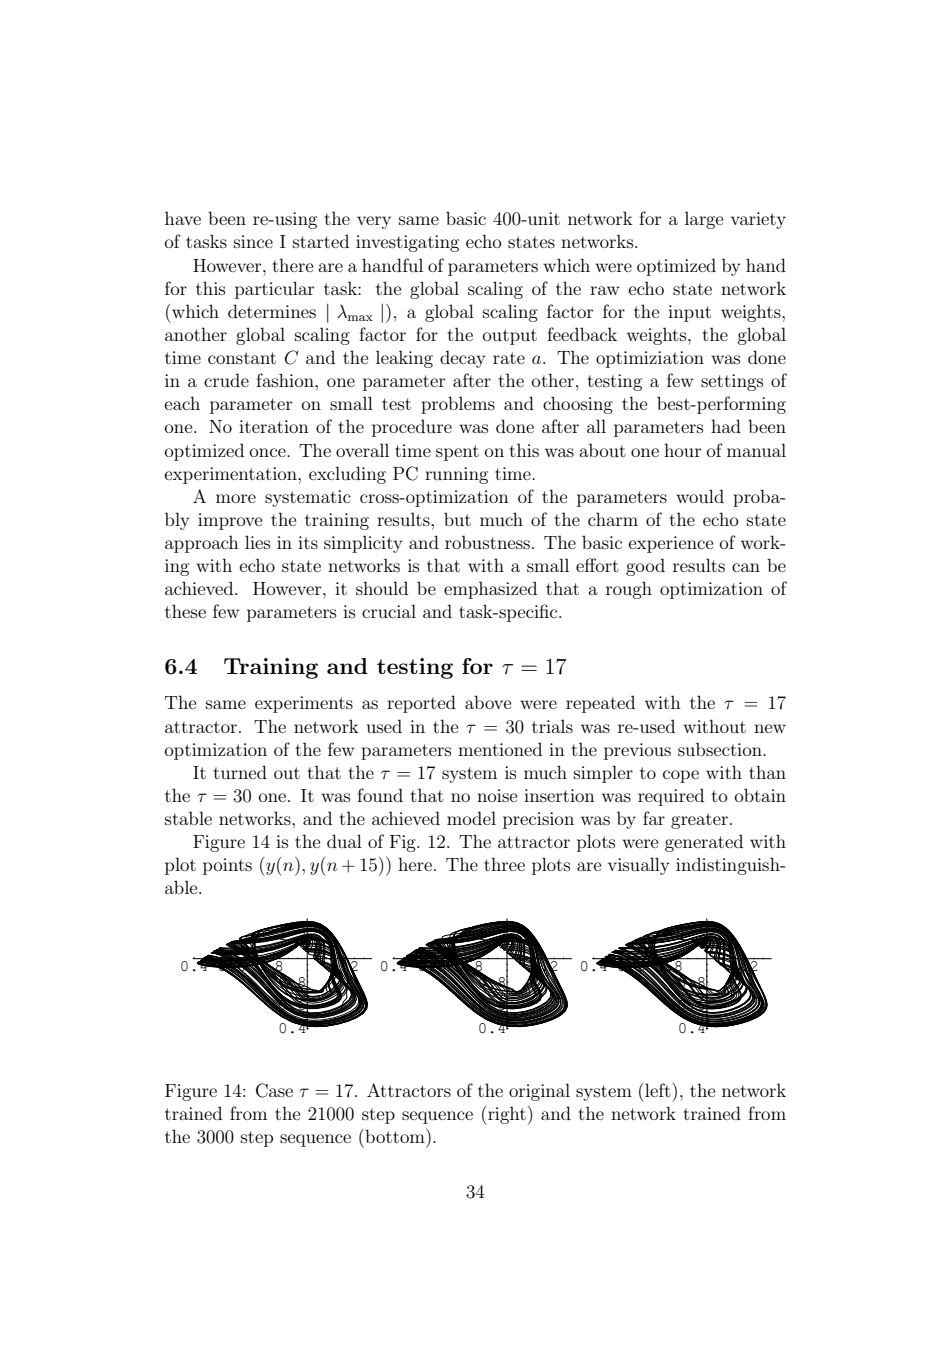 have been re-using the very same basic 400-unit network for a large variety
of tasks since I started investigating echo states networks.
However, there are a handful of parameters which were optimized by hand
for this particular task: the global scaling of the raw echo state network
(which determines | λmax |), a global scaling factor for the input weights,
another global scaling factor for the output feedback weights, the global
time constant C and the leaking decay rate a. The optimiziation was done
in a crude fashion, one parameter after the other, testing a few settings of
each parameter on small test problems and choosing the best-performing
one. No iteration of the procedure was done after all parameters had been
optimized once. The overall time spent on this was about one hour of manual
experimentation, excluding PC running time.
A more systematic cross-optimization of the parameters would proba-
bly improve the training results, but much of the charm of the echo state
approach lies in its simplicity and robustness. The basic experience of work-
ing with echo state networks is that with a small effort good results can be
achieved. However, it should be emphasized that a rough optimization of
these few parameters is crucial and task-specific.
6.4 Training and testing for τ = 17
The same experiments as reported above were repeated with the τ = 17
attractor. The network used in the τ = 30 trials was re-used without new
optimization of the few parameters mentioned in the previous subsection.
It turned out that the τ = 17 system is much simpler to cope with than
the τ = 30 one. It was found that no noise insertion was required to obtain
stable networks, and the achieved model precision was by far greater.
Figure 14 is the dual of Fig. 12. The attractor plots were generated with
plot points (y(n), y(n + 15)) here. The three plots are visually indistinguish-
able.
0.4 0.4 0.4
Figure 14: Case τ = 17. Attractors of the original system (left), the network
trained from the 21000 step sequence (right) and the network trained from
the 3000 step sequence (bottom).
34